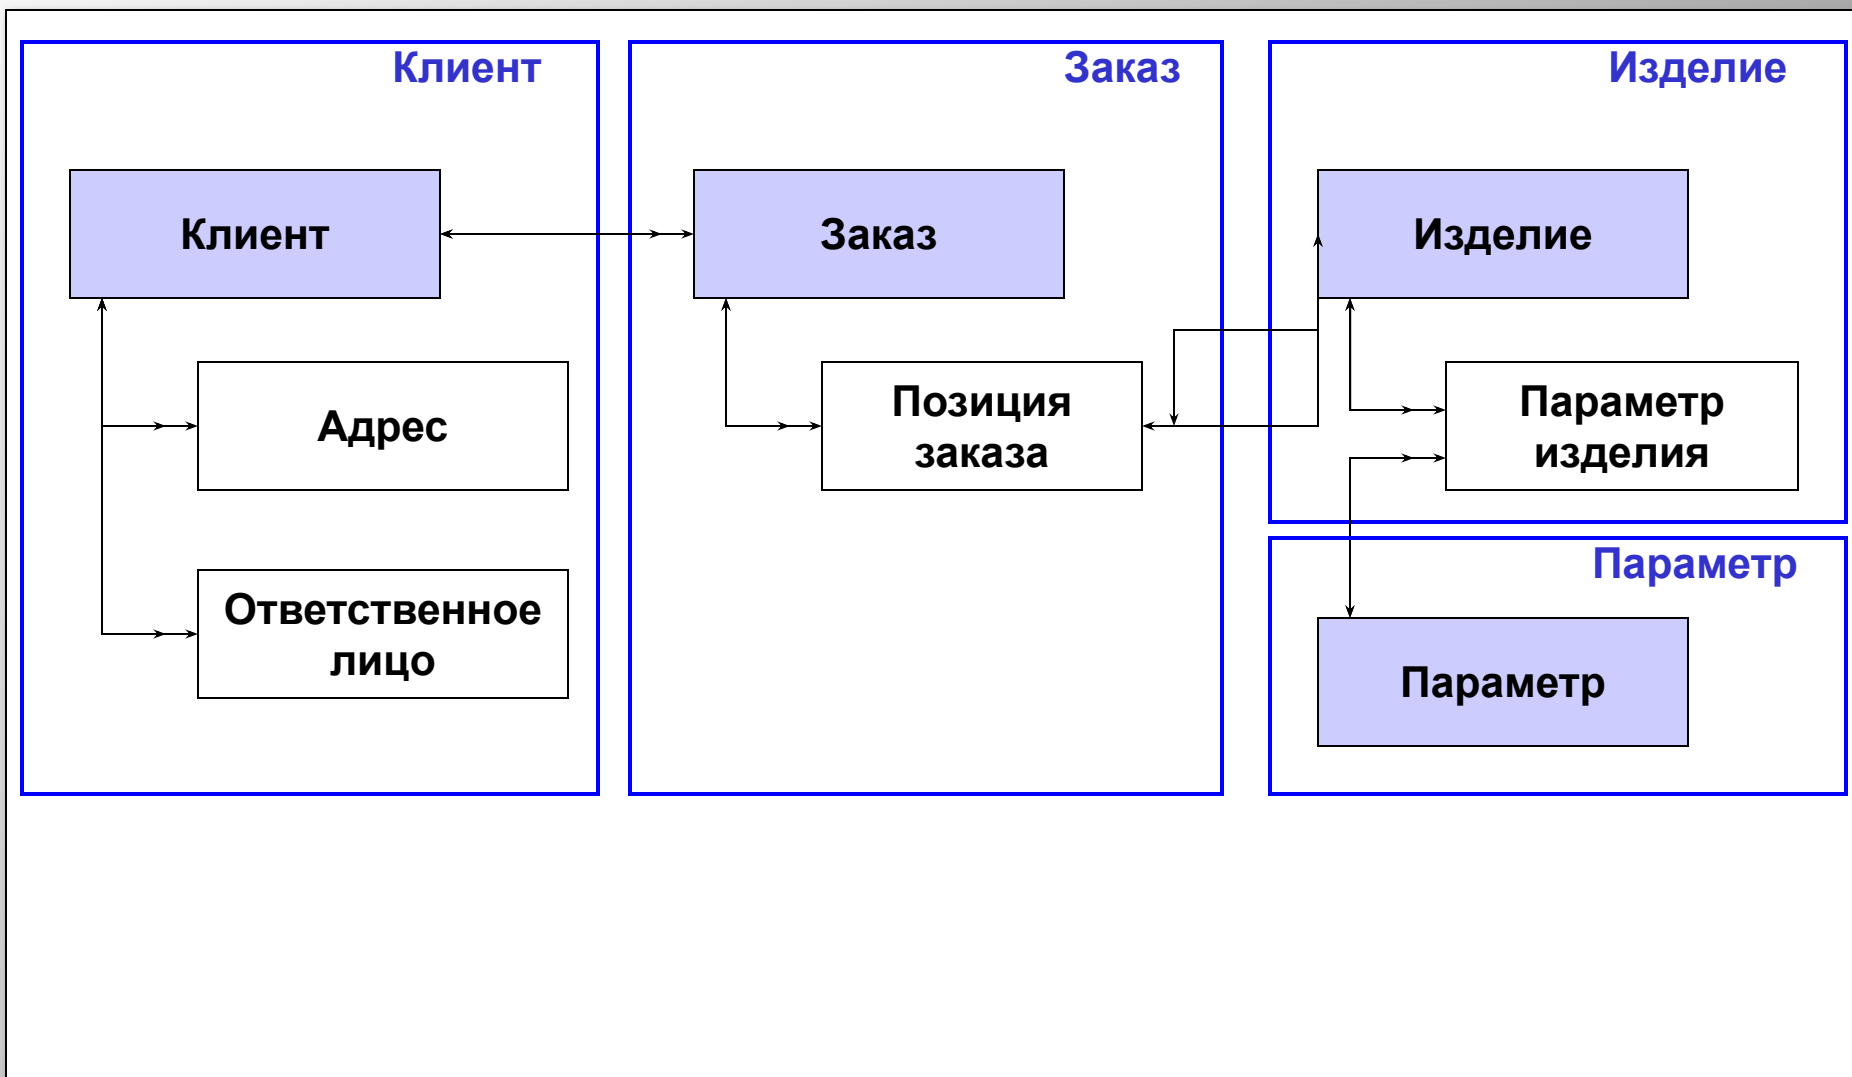 Клиент
Заказ
Изделие
Клиент
Заказ
Изделие
Адрес
Позиция
заказа
Параметр
изделия
Параметр
Ответственное
лицо
Параметр